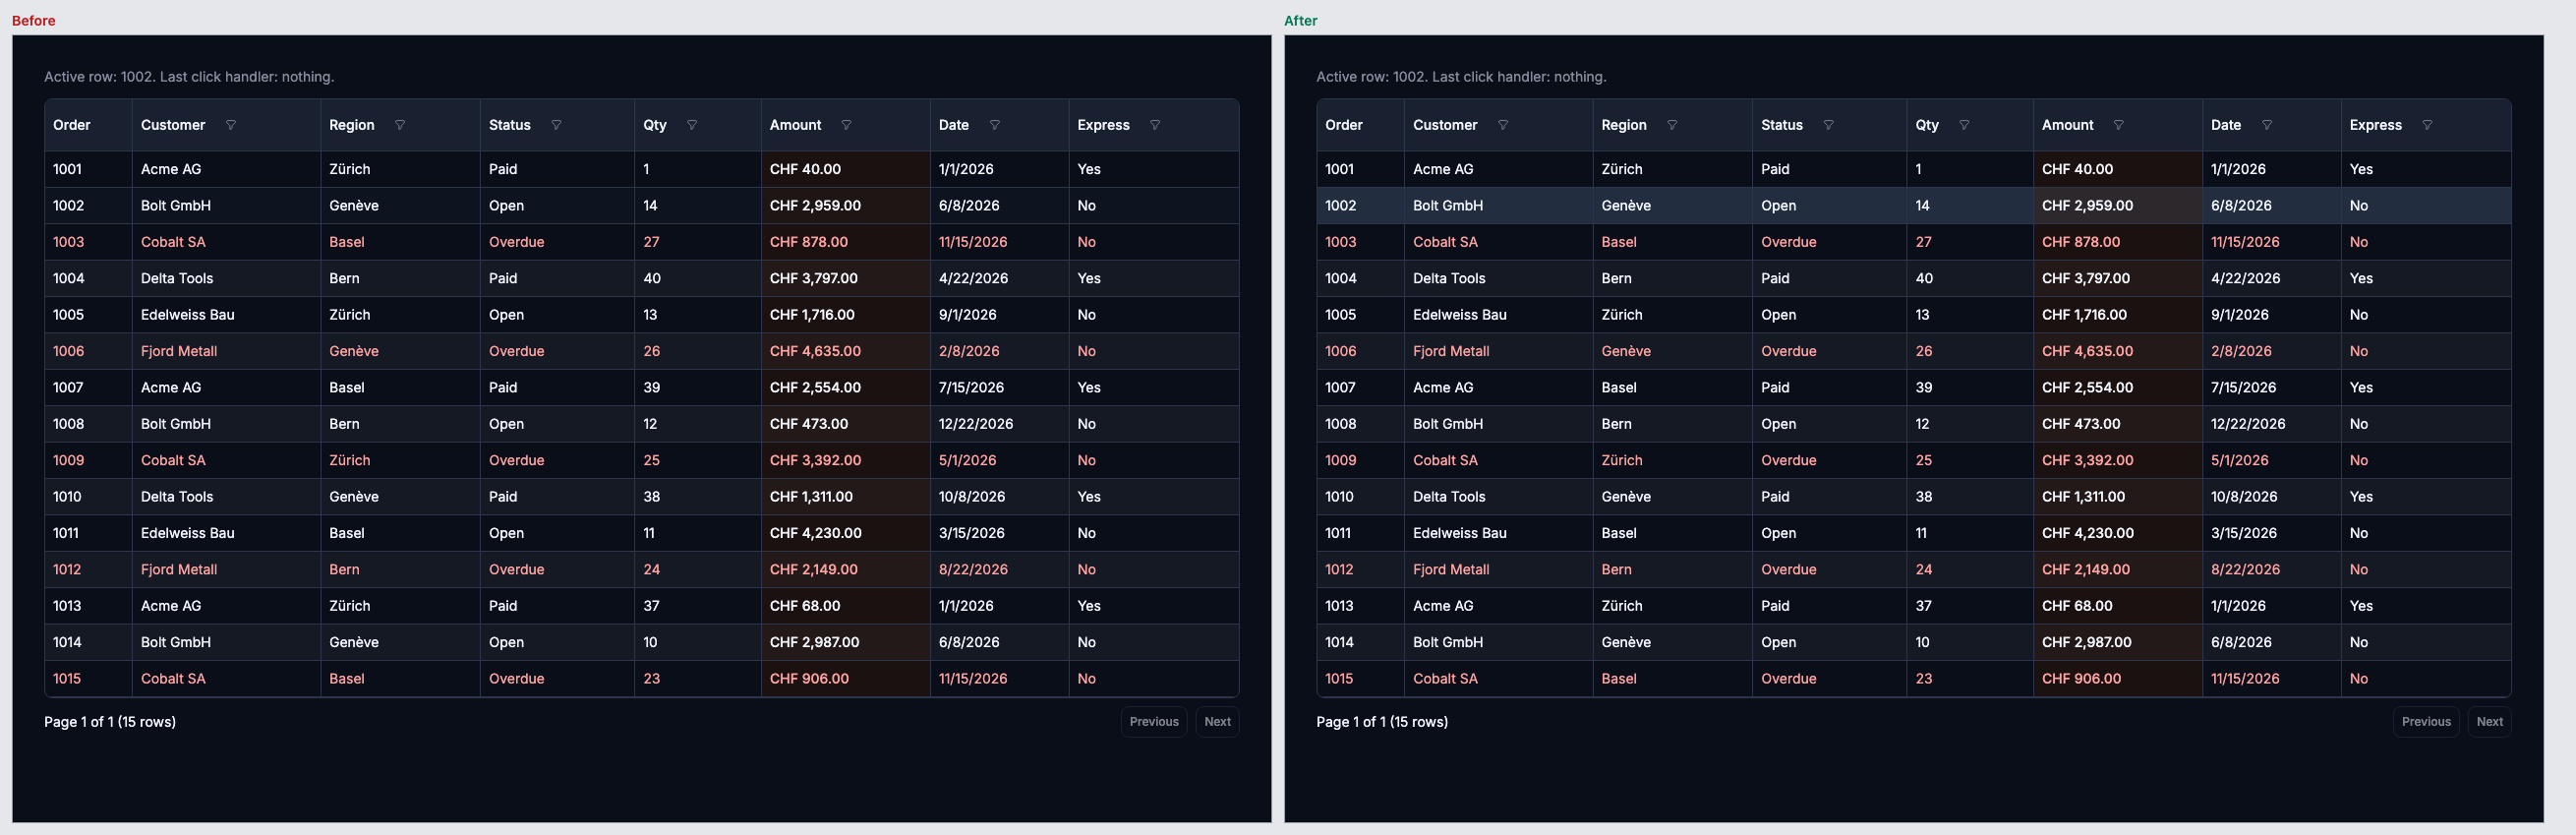 Before
Active row: 1002. Last click handler: nothing.
Order Customer Region Status Qty Amount Date Express
1001 Acme AG Zürich Paid 1 CHF 40.00 1/1/2026 Yes
1002 Bolt GmbH Genève Open 14 CHF 2,959.00 6/8/2026 No
1003 Cobalt SA Basel Overdue 27 CHF 878.00 11/15/2026 No
1004 Delta Tools Bern Paid 40 CHF 3,797.00 4/22/2026 Yes
1005 Edelweiss Bau Zürich Open 13 CHF 1,716.00 9/1/2026 No
1006 Fjord Metall Genève Overdue 26 CHF 4,635.00 2/8/2026 No
1007 Acme AG Basel Paid 39 CHF 2,554.00 7/15/2026 Yes
1008 Bolt GmbH Bern Open 12 CHF 473.00 12/22/2026 No
1009 Cobalt SA Zürich Overdue 25 CHF 3,392.00 5/1/2026 No
1010 Delta Tools Genève Paid 38 CHF 1,311.00 10/8/2026 Yes
1011 Edelweiss Bau Basel Open 11 CHF 4,230.00 3/15/2026 No
1012 Fjord Metall Bern Overdue 24 CHF 2,149.00 8/22/2026 No
1013 Acme AG Zürich Paid 37 CHF 68.00 1/1/2026 Yes
1014 Bolt GmbH Genève Open 10 CHF 2,987.00 6/8/2026 No
1015 Cobalt SA Basel Overdue 23 CHF 906.00 11/15/2026 No
Page 1 of 1 (15 rows) Previous Next
After
Active row: 1002. Last click handler: nothing.
Order Customer Region Status Qty Amount Date Express
1001 Acme AG Zürich Paid 1 CHF 40.00 1/1/2026 Yes
1002 Bolt GmbH Genève Open 14 CHF 2,959.00 6/8/2026 No
1003 Cobalt SA Basel Overdue 27 CHF 878.00 11/15/2026 No
1004 Delta Tools Bern Paid 40 CHF 3,797.00 4/22/2026 Yes
1005 Edelweiss Bau Zürich Open 13 CHF 1,716.00 9/1/2026 No
1006 Fjord Metall Genève Overdue 26 CHF 4,635.00 2/8/2026 No
1007 Acme AG Basel Paid 39 CHF 2,554.00 7/15/2026 Yes
1008 Bolt GmbH Bern Open 12 CHF 473.00 12/22/2026 No
1009 Cobalt SA Zürich Overdue 25 CHF 3,392.00 5/1/2026 No
1010 Delta Tools Genève Paid 38 CHF 1,311.00 10/8/2026 Yes
1011 Edelweiss Bau Basel Open 11 CHF 4,230.00 3/15/2026 No
1012 Fjord Metall Bern Overdue 24 CHF 2,149.00 8/22/2026 No
1013 Acme AG Zürich Paid 37 CHF 68.00 1/1/2026 Yes
1014 Bolt GmbH Genève Open 10 CHF 2,987.00 6/8/2026 No
1015 Cobalt SA Basel Overdue 23 CHF 906.00 11/15/2026 No
Page 1 of 1 (15 rows) Previous Next